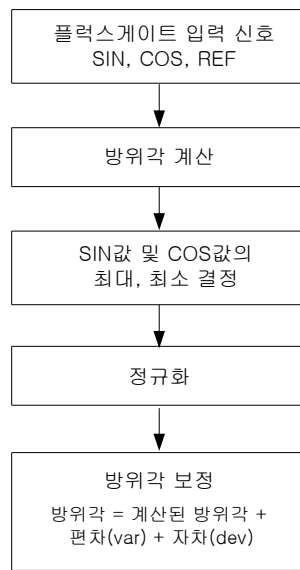 플럭스게이트 입력 신호
SIN, COS, REF
방위각 계산
SIN값 및 COS값의
최대, 최소 결정
정규화
방위각 보정
방위각 = 계산된 방위각 +
편차(var) + 자차(dev)